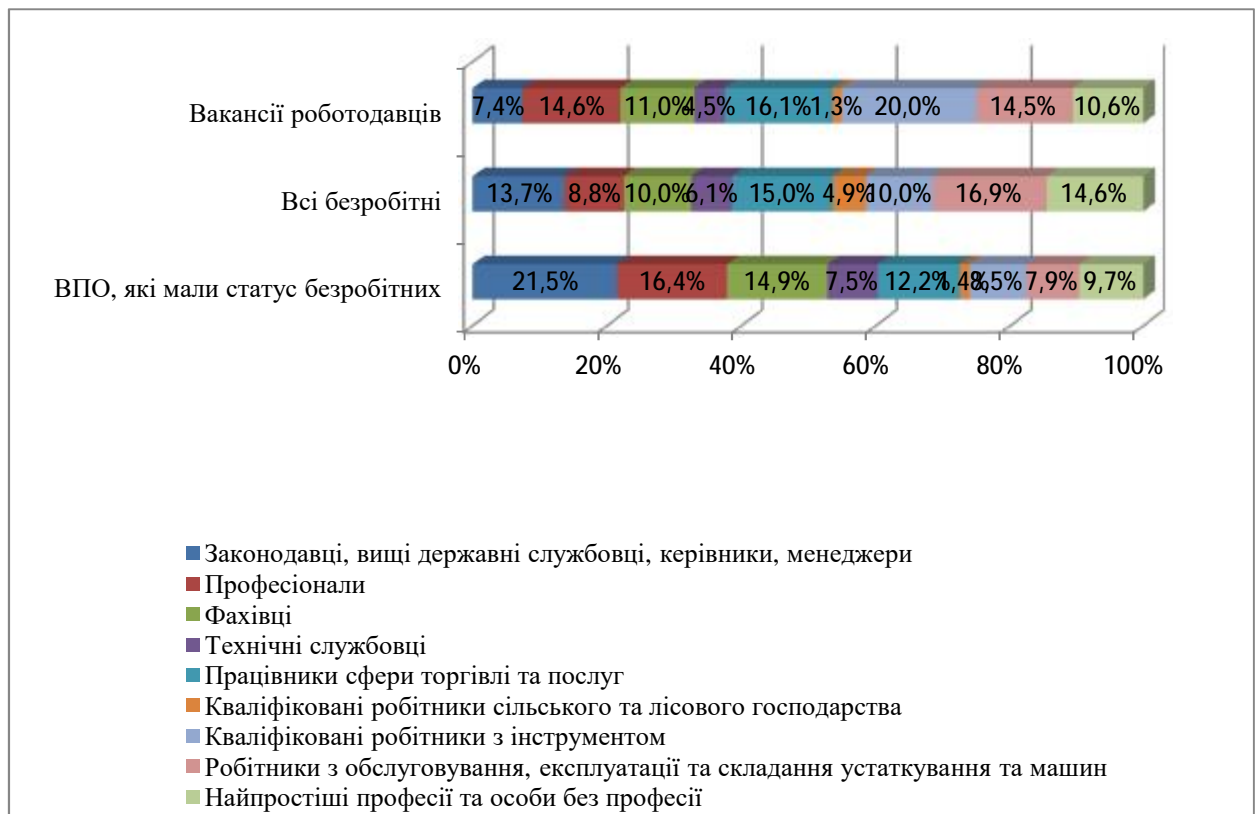 Вакансії роботодавців
7,4% 14,6% 11,0% 4,5% 16,1% 1,3% 20,0% 14,5% 10,6%
Всі безробітні
13,7% 8,8% 10,0% 6,1% 15,0% 4,9% 10,0% 16,9% 14,6%
ВПО, які мали статус безробітних
21,5% 16,4% 14,9% 7,5% 12,2% 7,9% 9,7%
0% 20% 40% 60% 80% 100%
Законодавці, вищі державні службовці, керівники, менеджери
Професіонали
Фахівці
Технічні службовці
Працівники сфери торгівлі та послуг
Кваліфіковані робітники сільського та лісового господарства
Кваліфіковані робітники з інструментом
Робітники з обслуговування, експлуатації та складання устаткування та машин
Найпростіші професії та особи без професії